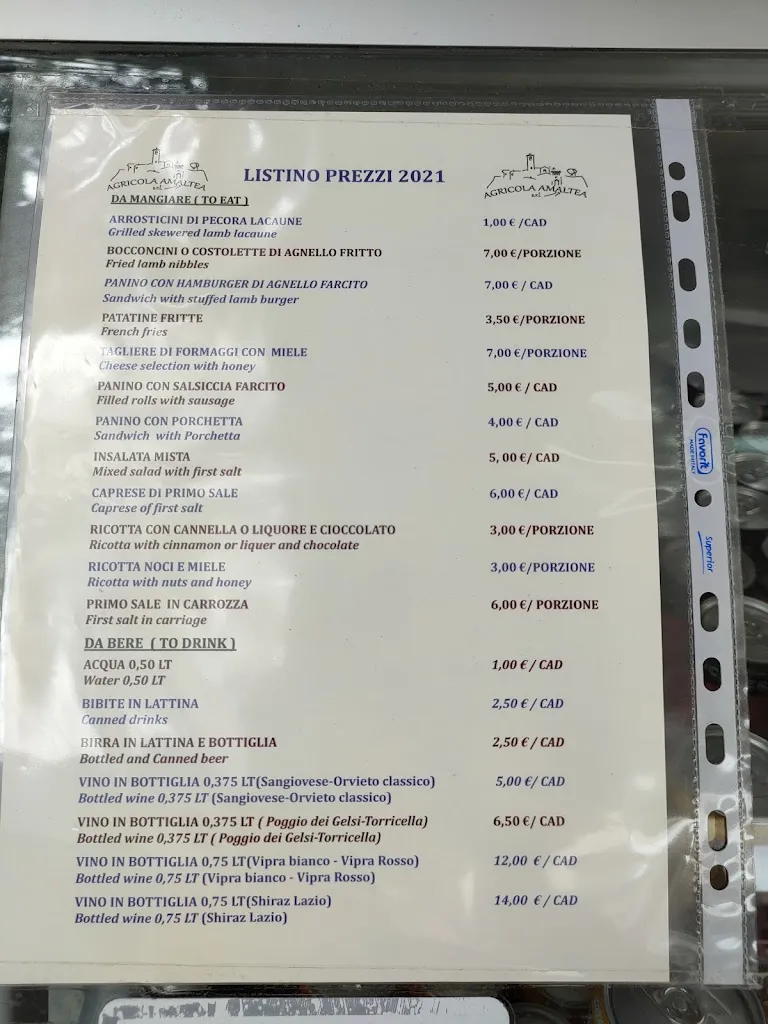 AGRICOLA AMALTEA
srl
LISTINO PREZZI 2021
AGRICOLA AMALTEA
srl
DA MANGIARE ( TO EAT )
ARROSTICINI DI PECORA LACAUNE 1,00 € /CAD
Grilled skewered lamb lacaune
BOCCONCINI O COSTOLETTE DI AGNELLO FRITTO 7,00 €/PORZIONE
Fried lamb nibbles
PANINO CON HAMBURGER DI AGNELLO FARCITO 7,00 € / CAD
Sandwich with stuffed lamb burger
PATATINE FRITTE 3,50 €/PORZIONE
French fries
TAGLIERE DI FORMAGGI CON MIELE 7,00 €/PORZIONE
Cheese selection with honey
PANINO CON SALSICCIA FARCITO 5,00 € / CAD
Filled rolls with sausage
PANINO CON PORCHETTA 4,00 € / CAD
Sandwich with Porchetta
INSALATA MISTA 5, 00€/ CAD
Mixed salad with first salt
CAPRESE DI PRIMO SALE 6,00€/ CAD
Caprese of first salt
RICOTTA CON CANNELLA O LIQUORE E CIOCCOLATO 3,00 €/PORZIONE
Ricotta with cinnamon or liquer and chocolate
RICOTTA NOCI E MIELE 3,00 €/PORZIONE
Ricotta with nuts and honey
PRIMO SALE IN CARROZZA 6,00 €/ PORZIONE
First salt in carriage
DA BERE ( TO DRINK )
ACQUA 0,50 LT 1,00 € / CAD
Water 0,50 LT
BIBITE IN LATTINA 2,50 € / CAD
Canned drinks
BIRRA IN LATTINA E BOTTIGLIA 2,50 € / CAD
Bottled and Canned beer
VINO IN BOTTIGLIA 0,375 LT(Sangiovese-Orvieto classico) 5,00 €/ CAD
Bottled wine 0,375 LT (Sangiovese-Orvieto classico)
VINO IN BOTTIGLIA 0,375 LT ( Poggio dei Gelsi-Torricella) 6,50 €/ CAD
Bottled wine 0,375 LT ( Poggio dei Gelsi-Torricella)
VINO IN BOTTIGLIA 0,75 LT(Vipra bianco - Vipra Rosso) 12,00 € / CAD
Bottled wine 0,75 LT (Vipra bianco - Vipra Rosso)
VINO IN BOTTIGLIA 0,75 LT(Shiraz Lazio) 14,00 € / CAD
Bottled wine 0,75 LT (Shiraz Lazio)
Favorit
MADE IN ITALY
Superior